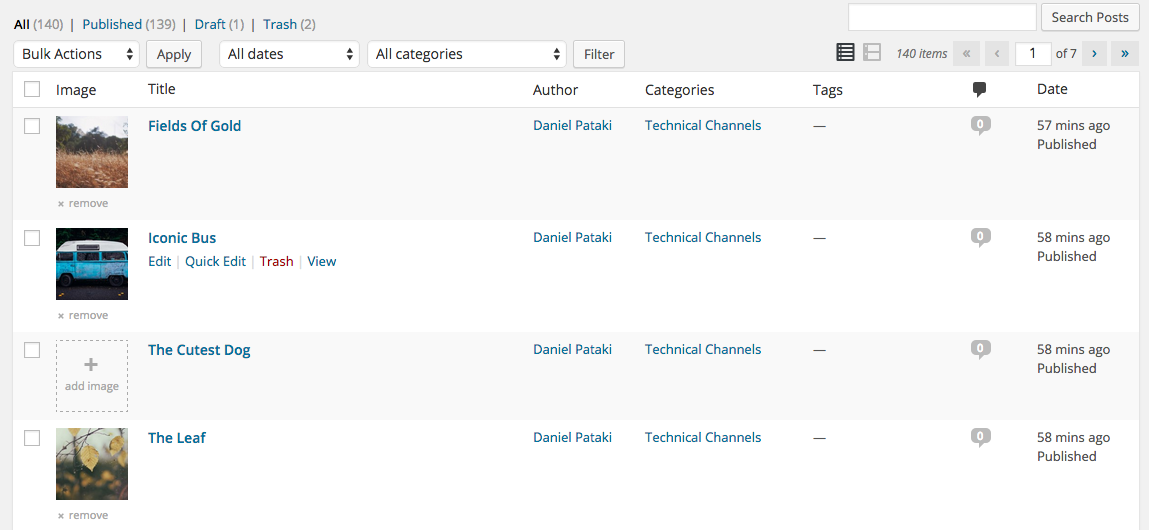 All (140) | Published (139) | Draft (1) | Trash (2)
Search Posts
Bulk Actions Apply All dates All categories Filter 140 items « ‹ 1 of 7 › »
Image Title Author Categories Tags Date
Fields Of Gold Daniel Pataki Technical Channels — 0 57 mins ago
Published
× remove
Iconic Bus Daniel Pataki Technical Channels — 0 58 mins ago
Edit | Quick Edit | Trash | View Published
× remove
The Cutest Dog Daniel Pataki Technical Channels — 0 58 mins ago
Published
+
add image
The Leaf Daniel Pataki Technical Channels — 0 58 mins ago
Published
× remove